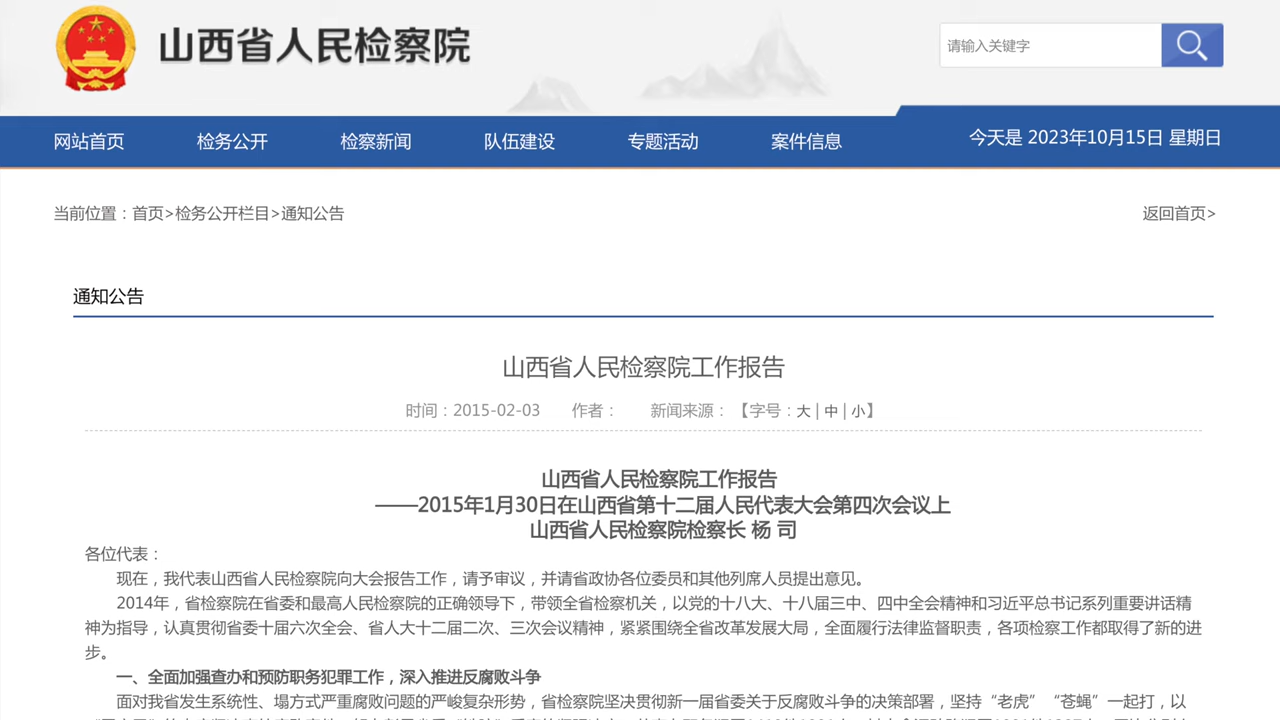 山西省人民检察院
请输入关键字
网站首页 检务公开 检察新闻 队伍建设 专题活动 案件信息 今天是 2023年10月15日 星期日
当前位置：首页>检务公开栏目>通知公告 返回首页>
通知公告
山西省人民检察院工作报告
时间：2015-02-03 作者： 新闻来源： 【字号：大 | 中 | 小】
山西省人民检察院工作报告
——2015年1月30日在山西省第十二届人民代表大会第四次会议上
山西省人民检察院检察长 杨 司
各位代表：
现在，我代表山西省人民检察院向大会报告工作，请予审议，并请省政协各位委员和其他列席人员提出意见。
2014年，省检察院在省委和最高人民检察院的正确领导下，带领全省检察机关，以党的十八大、十八届三中、四中全会精神和习近平总书记系列重要讲话精
神为指导，认真贯彻省委十届六次全会、省人大十二届二次、三次会议精神，紧紧围绕全省改革发展大局，全面履行法律监督职责，各项检察工作都取得了新的进
步。
一、全面加强查办和预防职务犯罪工作，深入推进反腐败斗争
面对我省发生系统性、塌方式严重腐败问题的严峻复杂形势，省检察院坚决贯彻新一届省委关于反腐败斗争的决策部署，坚持“老虎”“苍蝇”一起打，以